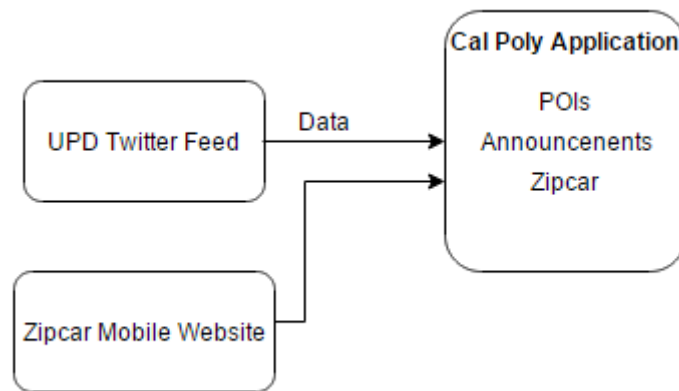 Cal Poly Application
POIs
Announcenents
Zipcar
UPD Twitter Feed
Data
Zipcar Mobile Website